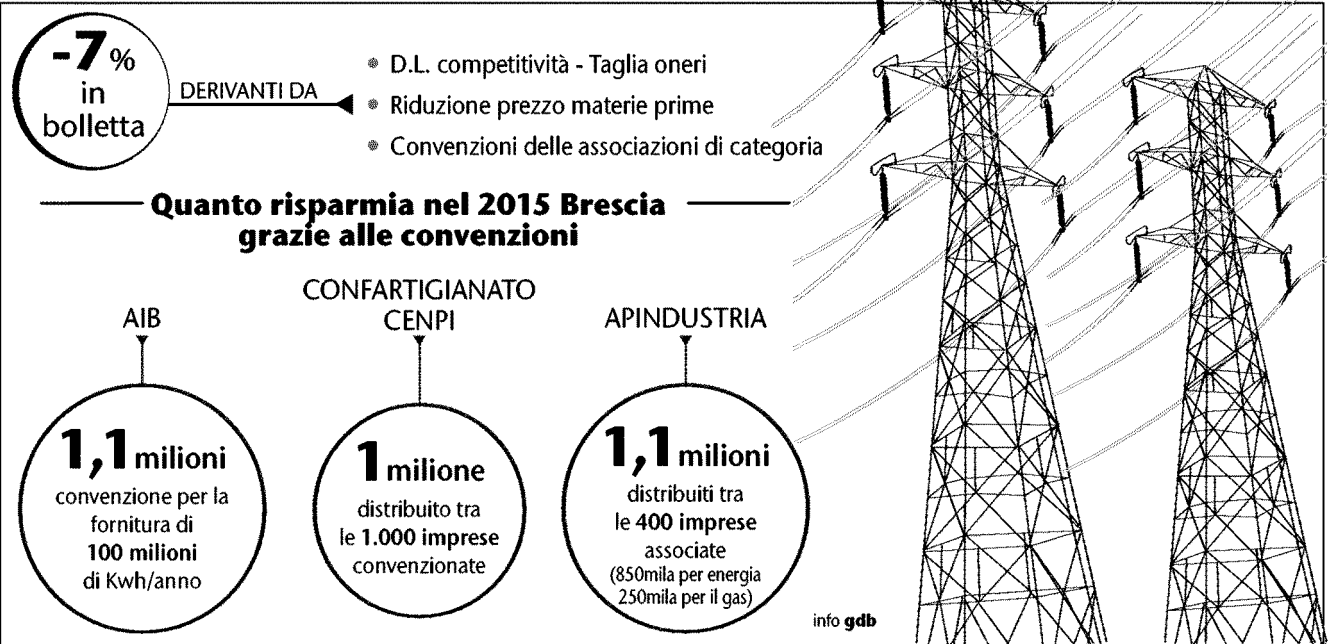 -7%
in
bolletta
DERIVANTI DA
D.L. competitività - Taglia oneri
Riduzione prezzo materie prime
Convenzioni delle associazioni di categoria
Quanto risparmia nel 2015 Brescia
grazie alle convenzioni
AIB
1,1 milioni
convenzione per la
fornitura di
100 milioni
di Kwh/anno
CONFARTIGIANATO
CENPI
1 milione
distribuito tra
le 1.000 imprese
convenzionate
APINDUSTRIA
1,1 milioni
distribuiti tra
le 400 imprese
associate
(850mila per energia
250mila per il gas)
info gdb